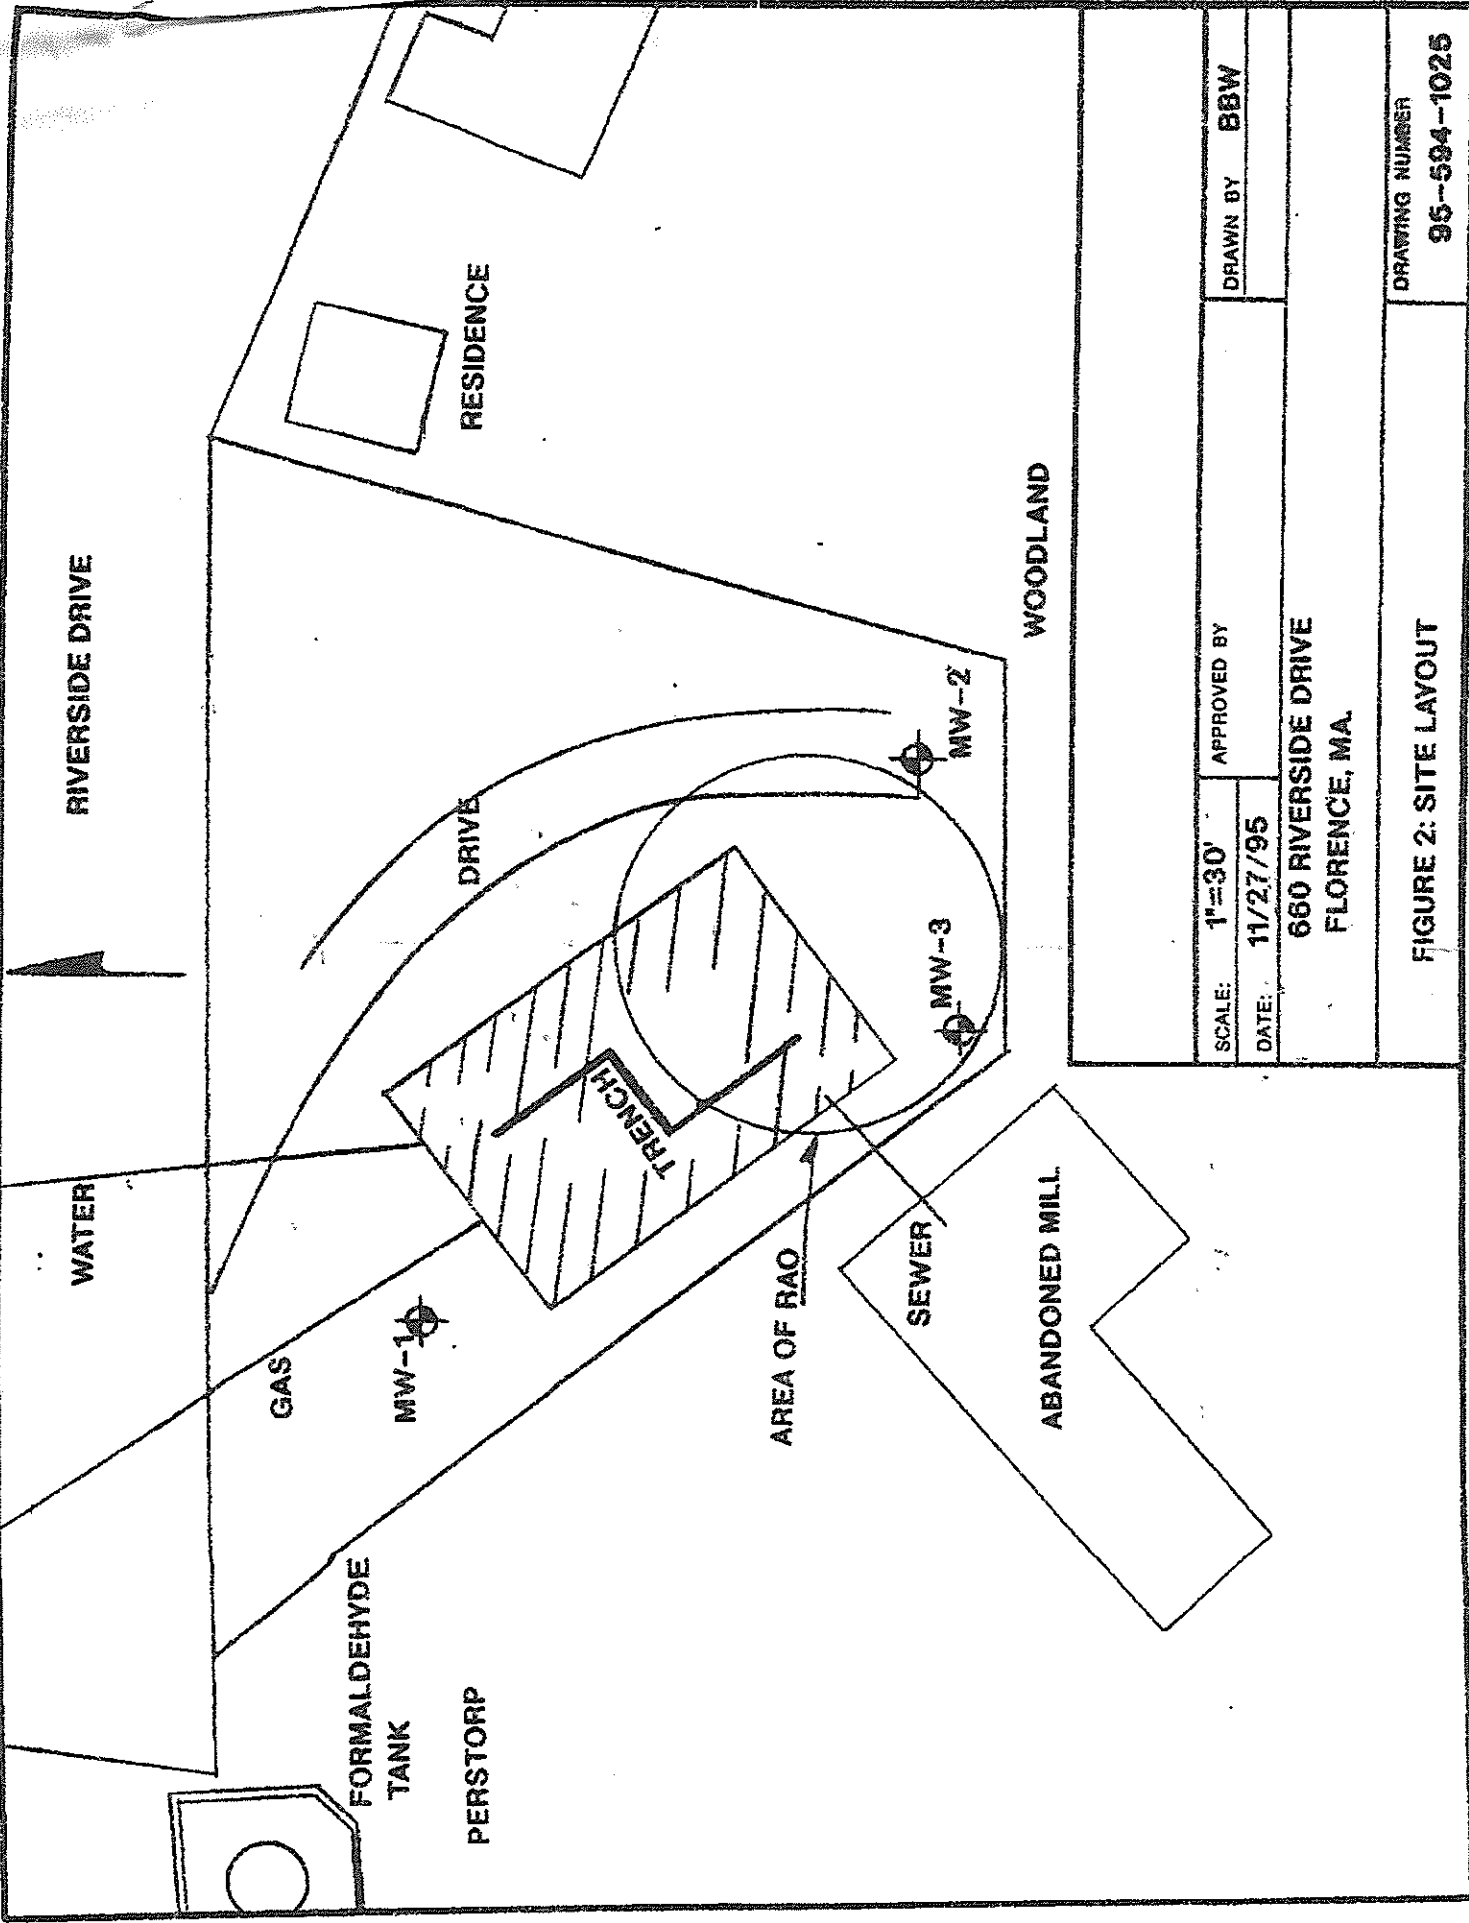 RIVERSIDE DRIVE
WATER
GAS
DRIVE
MW-1
FORMALDEHYDE
TANK
PERSTORP
RESIDENCE
TRENCH
AREA OF RAO
SEWER
MW-3
MW-2
WOODLAND
ABANDONED MILL
SCALE: 1"=30'
APPROVED BY
DRAWN BY BBW
DATE: 11/27/95
660 RIVERSIDE DRIVE
FLORENCE, MA.
FIGURE 2: SITE LAYOUT
DRAWING NUMBER
95-594-1025